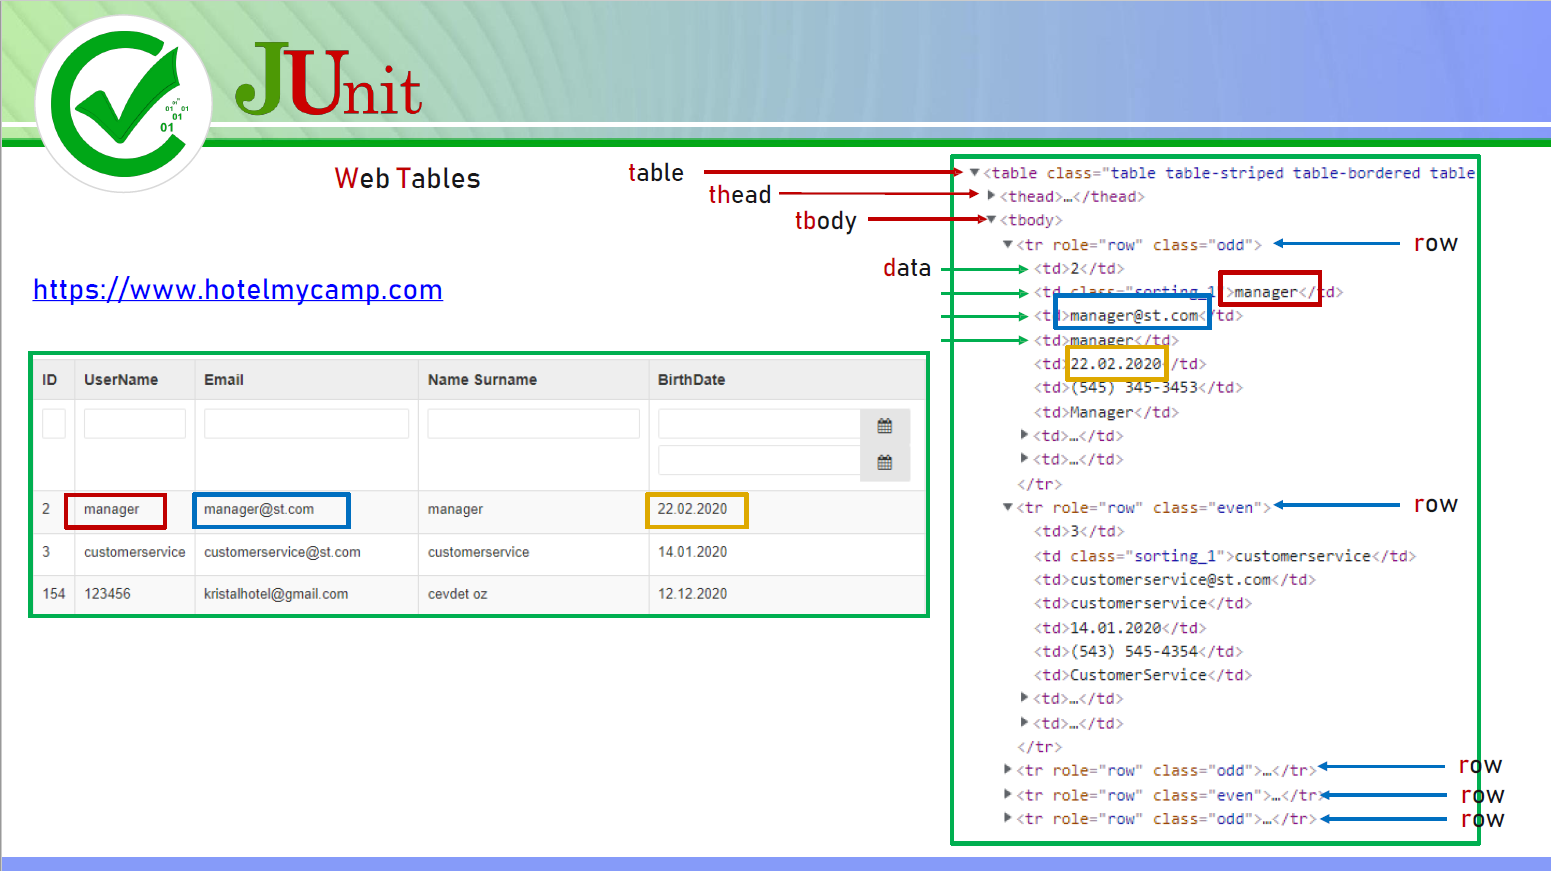 JUnit
01
01 01
01
01
Web Tables
https://www.hotelmycamp.com
ID UserName Email Name Surname BirthDate
2 manager manager@st.com manager 22.02.2020
3 customerservice customerservice@st.com customerservice 14.01.2020
154 123456 kristalhotel@gmail.com cevdet oz 12.12.2020
table
thead
tbody
data
<table class="table table-striped table-bordered table
<thead>…</thead>
<tbody>
<tr role="row" class="odd"> row
<td>2</td>
<td class="sorting_1">manager</td>
<td>manager@st.com</td>
<td>manager</td>
<td>22.02.2020</td>
<td>(545) 345-3453</td>
<td>Manager</td>
<td>…</td>
<td>…</td>
</tr>
<tr role="row" class="even"> row
<td>3</td>
<td class="sorting_1">customerservice</td>
<td>customerservice@st.com</td>
<td>customerservice</td>
<td>14.01.2020</td>
<td>(543) 545-4354</td>
<td>CustomerService</td>
<td>…</td>
<td>…</td>
</tr>
<tr role="row" class="odd">…</tr> row
<tr role="row" class="even">…</tr> row
<tr role="row" class="odd">…</tr> row